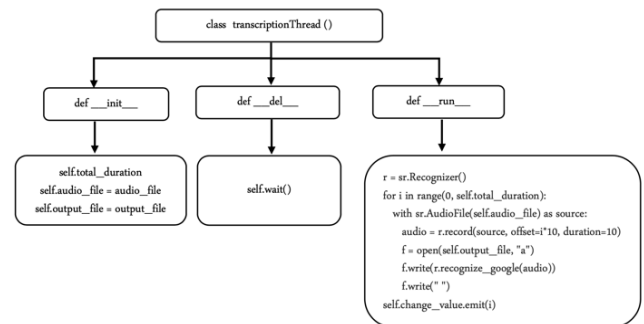 class transcriptionThread ()
def __init__
def __del__
def __run__
self.total_duration
self.audio_file = audio_file
self.output_file = output_file
self.wait()
r = sr.Recognizer()
for i in range(0, self.total_duration):
with sr.AudioFile(self.audio_file) as source:
audio = r.record(source, offset=i*10, duration=10)
f = open(self.output_file, "a")
f.write(r.recognize_google(audio))
f.write(" ")
self.change_value.emit(i)